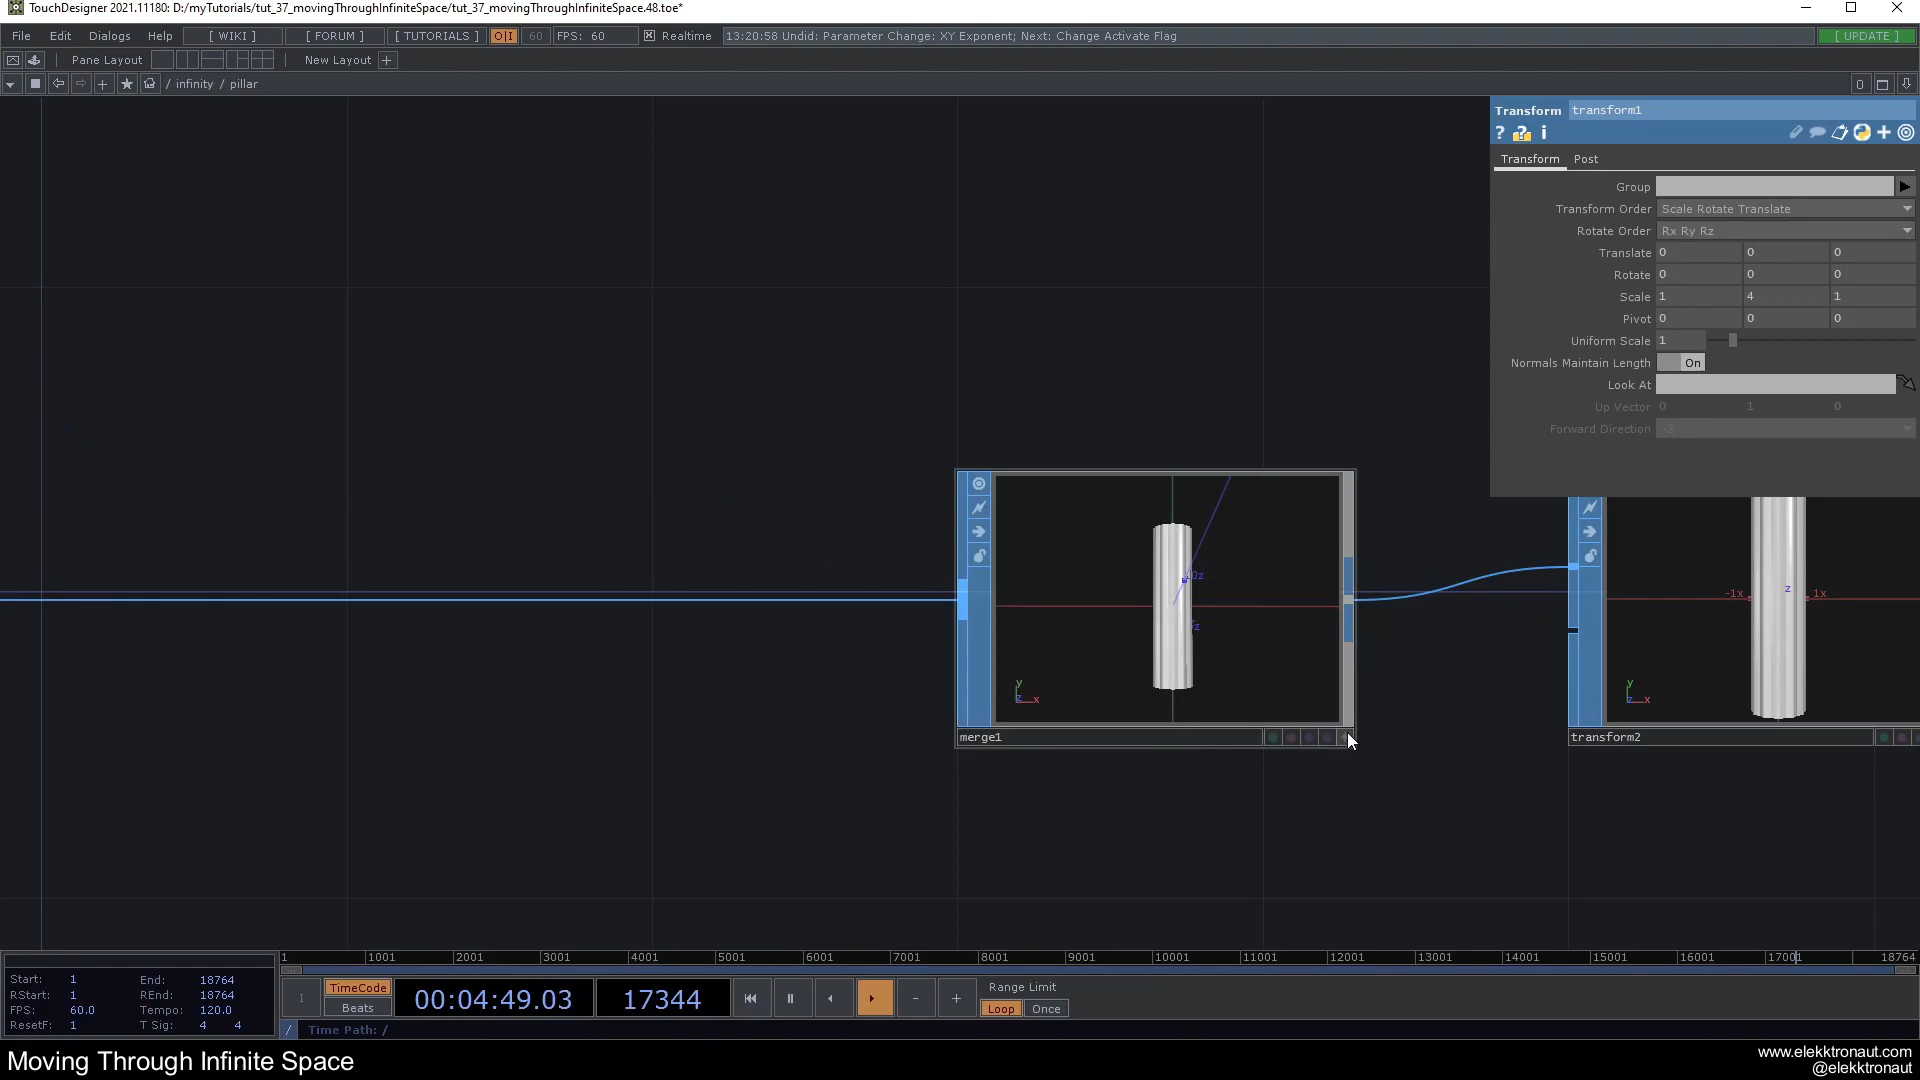 TouchDesigner 2021.11180: D:/myTutorials/tut_37_movingThroughInfiniteSpace/tut_37_movingThroughInfiniteSpace.48.toe*
File Edit Dialogs Help [ WIKI ] [ FORUM ] [ TUTORIALS ] O|I 60 FPS: 60 Realtime 13:20:58 Undid: Parameter Change: XY Exponent; Next: Change Activate Flag [ UPDATE ]
Pane Layout New Layout +
/ infinity / pillar 0
Transform transform1
? ? i
Transform Post
Group
Transform Order Scale Rotate Translate
Rotate Order Rx Ry Rz
Translate 0 0 0
Rotate 0 0 0
Scale 1 4 1
Pivot 0 0 0
Uniform Scale 1
Normals Maintain Length On
Look At
Up Vector 0 1 0
Forward Direction -Z
-1x z 1x
y
z x
y
z x
merge1
transform2
1 1001 2001 3001 4001 5001 6001 7001 8001 9001 10001 11001 12001 13001 14001 15001 16001 17001 18764
Start: 1 End: 18764
RStart: 1 REnd: 18764
FPS: 60.0 Tempo: 120.0
ResetF: 1 T Sig: 4 4
I TimeCode Beats 00:04:49.03 17344 - +
Range Limit
Loop Once
/ Time Path: /
Moving Through Infinite Space
www.elekktronaut.com
@elekktronaut